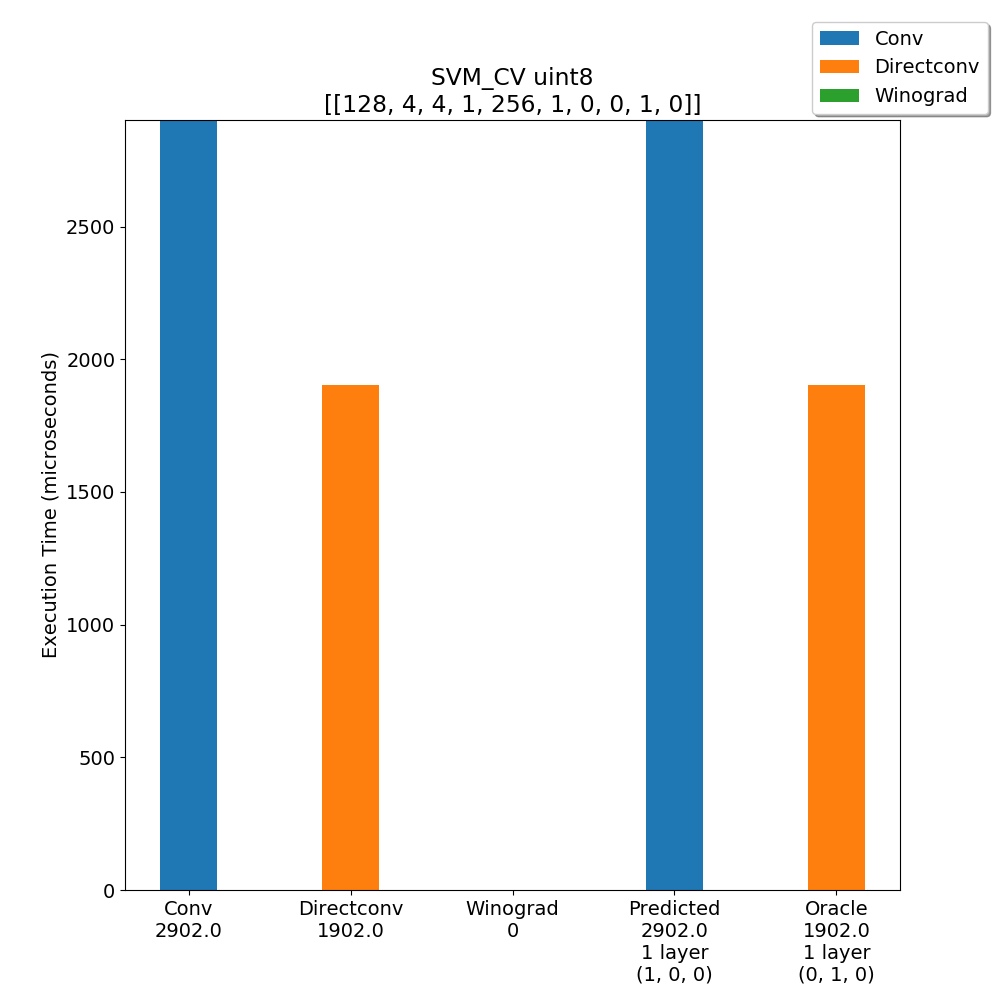 Conv
Directconv
Winograd
SVM_CV uint8
[[128, 4, 4, 1, 256, 1, 0, 0, 1, 0]]
Execution Time (microseconds)
2500
2000
1500
1000
500
0
Conv
2902.0
Directconv
1902.0
Winograd
0
Predicted
2902.0
1 layer
(1, 0, 0)
Oracle
1902.0
1 layer
(0, 1, 0)